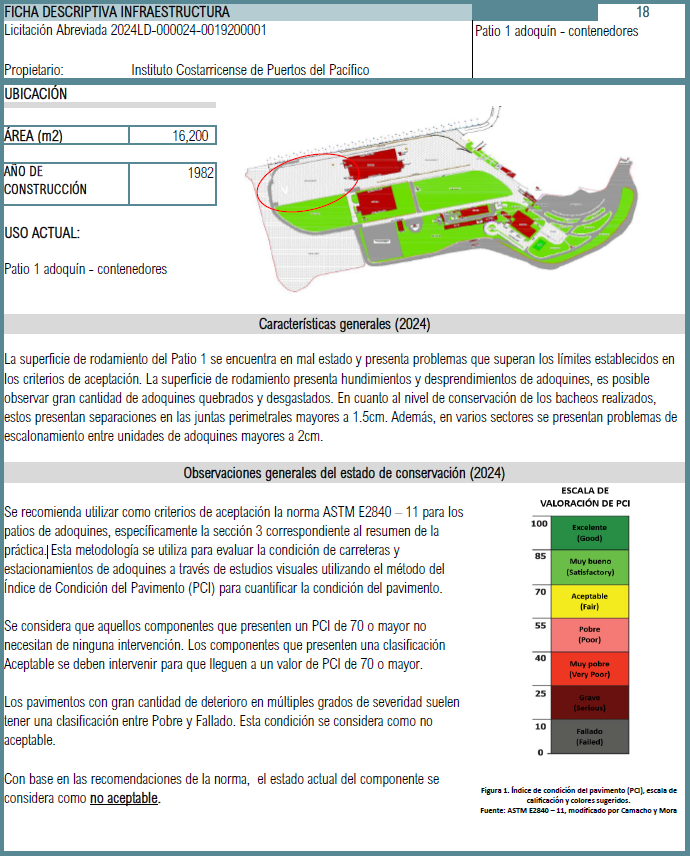 FICHA DESCRIPTIVA INFRAESTRUCTURA
18
Licitación Abreviada 2024LD-000024-0019200001
Patio 1 adoquín - contenedores
Propietario: Instituto Costarricense de Puertos del Pacífico
UBICACIÓN
ÁREA (m2) 16,200
AÑO DE CONSTRUCCIÓN 1982
USO ACTUAL:
Patio 1 adoquín - contenedores
Características generales (2024)
La superficie de rodamiento del Patio 1 se encuentra en mal estado y presenta problemas que superan los límites establecidos en
los criterios de aceptación. La superficie de rodamiento presenta hundimientos y desprendimientos de adoquines, es posible
observar gran cantidad de adoquines quebrados y desgastados. En cuanto al nivel de conservación de los bacheos realizados,
estos presentan separaciones en las juntas perimetrales mayores a 1.5cm. Además, en varios sectores se presentan problemas de
escalonamiento entre unidades de adoquines mayores a 2cm.
Observaciones generales del estado de conservación (2024)
Se recomienda utilizar como criterios de aceptación la norma ASTM E2840 – 11 para los
patios de adoquines, específicamente la sección 3 correspondiente al resumen de la
práctica. Esta metodología se utiliza para evaluar la condición de carreteras y
estacionamientos de adoquines a través de estudios visuales utilizando el método del
Índice de Condición del Pavimento (PCI) para cuantificar la condición del pavimento.
Se considera que aquellos componentes que presenten un PCI de 70 o mayor no
necesitan de ninguna intervención. Los componentes que presenten una clasificación
Aceptable se deben intervenir para que lleguen a un valor de PCI de 70 o mayor.
Los pavimentos con gran cantidad de deterioro en múltiples grados de severidad suelen
tener una clasificación entre Pobre y Fallado. Esta condición se considera como no
aceptable.
Con base en las recomendaciones de la norma, el estado actual del componente se
considera como no aceptable.
ESCALA DE
VALORACIÓN DE PCI
100
Excelente
(Good)
85
Muy bueno
(Satisfactory)
70
Aceptable
(Fair)
55
Pobre
(Poor)
40
Muy pobre
(Very Poor)
25
Grave
(Serious)
10
Fallado
(Failed)
0
Figura 1. Índice de condición del pavimento (PCI), escala de
calificación y colores sugeridos.
Fuente: ASTM E2840 – 11, modificado por Camacho y Mora